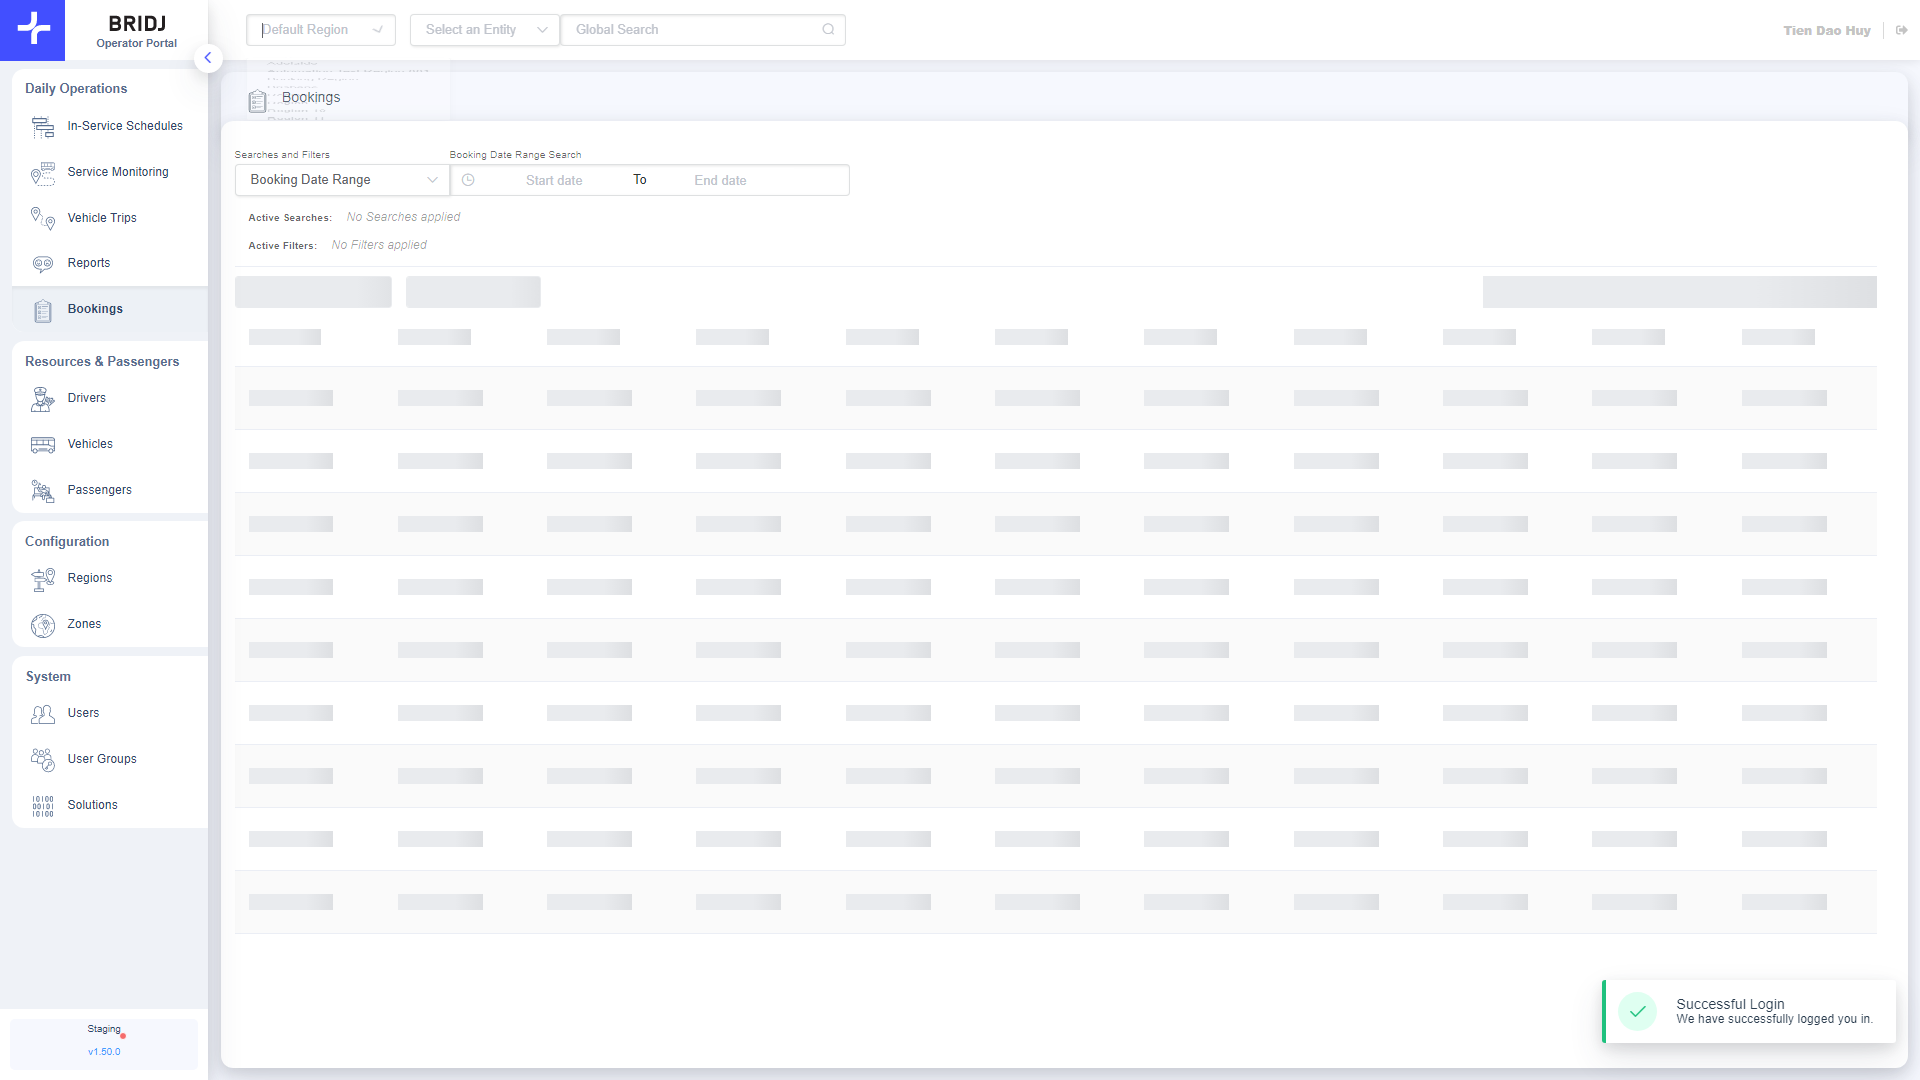 BRIDJ
Operator Portal
Default Region
Select an Entity
Global Search
Tien Dao Huy
Daily Operations
In-Service Schedules
Service Monitoring
Vehicle Trips
Reports
Bookings
Resources & Passengers
Drivers
Vehicles
Passengers
Configuration
Regions
Zones
System
Users
User Groups
Solutions
Staging
v1.50.0
Bookings
Searches and Filters
Booking Date Range Search
Booking Date Range
Start date
To
End date
Active Searches: No Searches applied
Active Filters: No Filters applied
Successful Login
We have successfully logged you in.